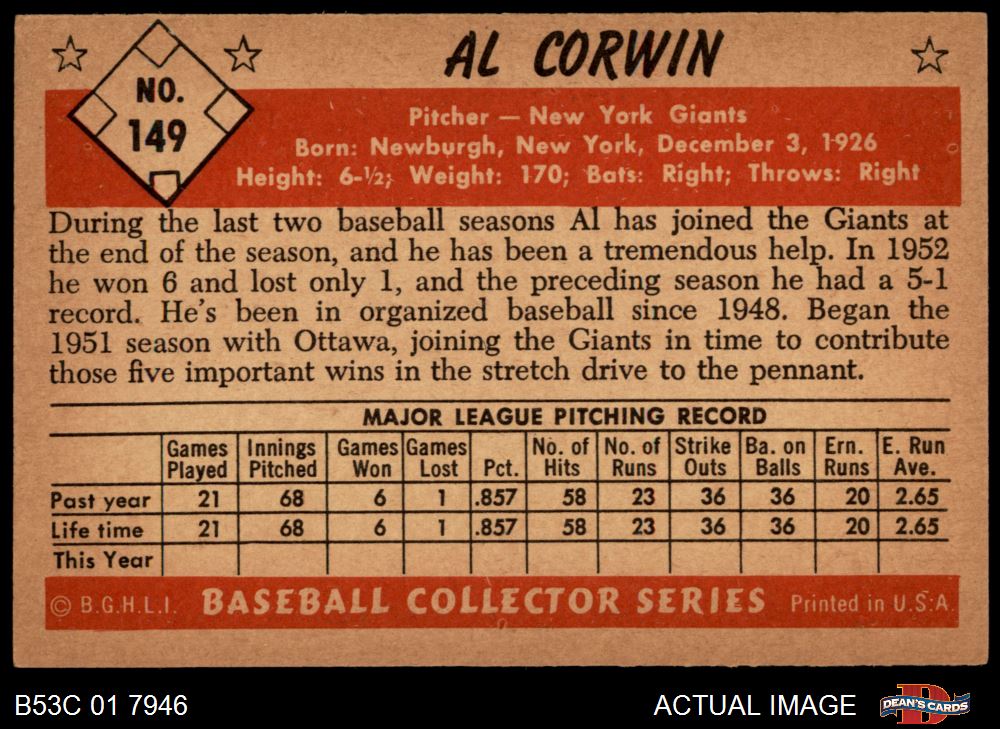 AL CORWIN
NO.
149
Pitcher — New York Giants
Born: Newburgh, New York, December 3, 1926
Height: 6-½; Weight: 170; Bats: Right; Throws: Right
During the last two baseball seasons Al has joined the Giants at
the end of the season, and he has been a tremendous help. In 1952
he won 6 and lost only 1, and the preceding season he had a 5-1
record. He's been in organized baseball since 1948. Began the
1951 season with Ottawa, joining the Giants in time to contribute
those five important wins in the stretch drive to the pennant.
MAJOR LEAGUE PITCHING RECORD
Games Played Innings Pitched Games Won Games Lost Pct. No. of Hits No. of Runs Strike Outs Ba. on Balls Ern. Runs E. Run Ave.
Past year 21 68 6 1 .857 58 23 36 36 20 2.65
Life time 21 68 6 1 .857 58 23 36 36 20 2.65
This Year
© B.G.H.L.I. BASEBALL COLLECTOR SERIES Printed in U.S.A.
B53C 01 7946 ACTUAL IMAGE D DEAN'S CARDS